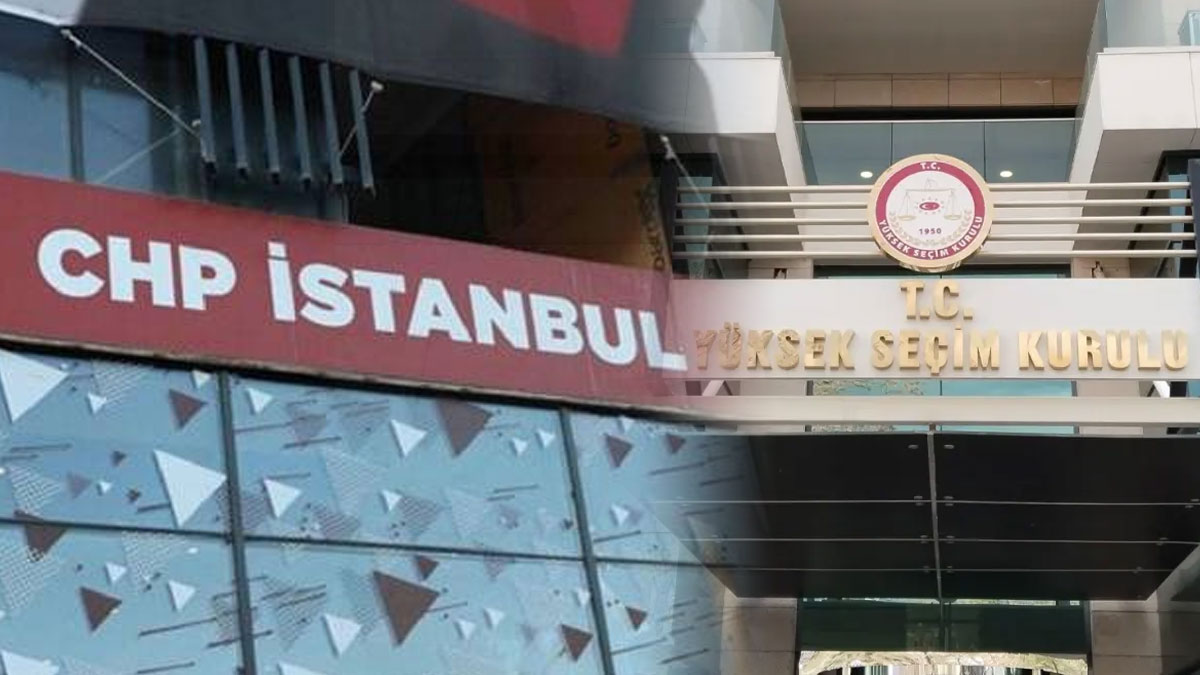 CHP İSTANBUL
T.C.
1950
YÜKSEK SEÇİM KURULU
T.C.
YÜKSEK SEÇİM KURULU